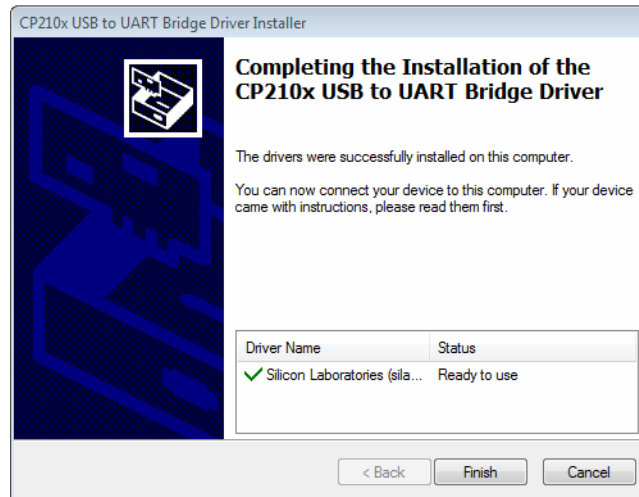 CP210x USB to UART Bridge Driver Installer
Completing the Installation of the
CP210x USB to UART Bridge Driver
The drivers were successfully installed on this computer.
You can now connect your device to this computer. If your device
came with instructions, please read them first.
Driver Name Status
Silicon Laboratories (sila... Ready to use
< Back Finish Cancel